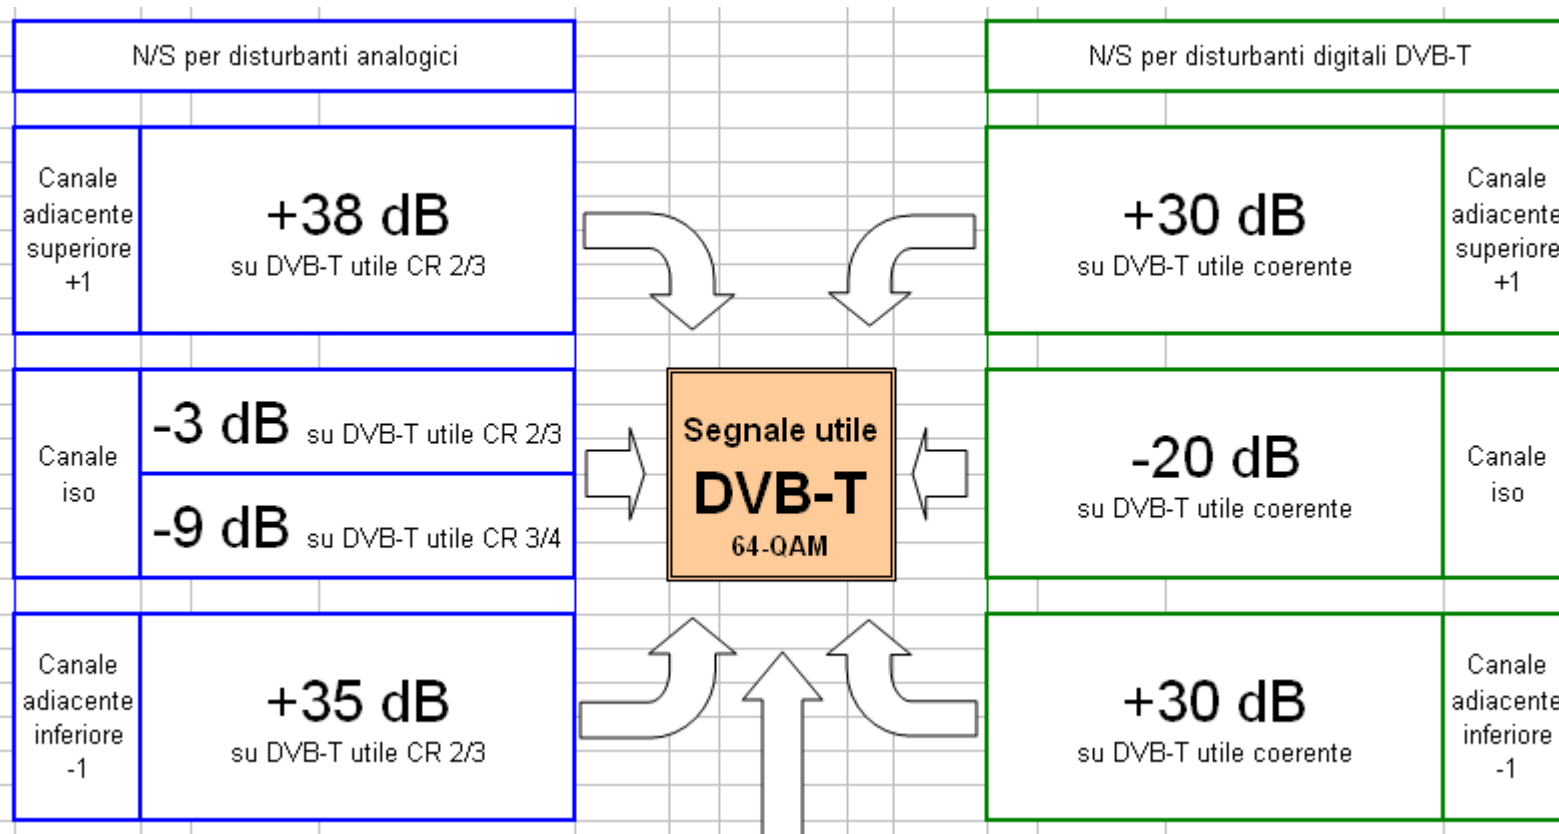 N/S per disturbanti analogici
Canale
adiacente
superiore
+1
+38 dB
su DVB-T utile CR 2/3
Canale
iso
-3 dB su DVB-T utile CR 2/3
-9 dB su DVB-T utile CR 3/4
Canale
adiacente
inferiore
-1
+35 dB
su DVB-T utile CR 2/3
Segnale utile
DVB-T
64-QAM
N/S per disturbanti digitali DVB-T
+30 dB
su DVB-T utile coerente
Canale
adiacente
superiore
+1
-20 dB
su DVB-T utile coerente
Canale
iso
+30 dB
su DVB-T utile coerente
Canale
adiacente
inferiore
-1